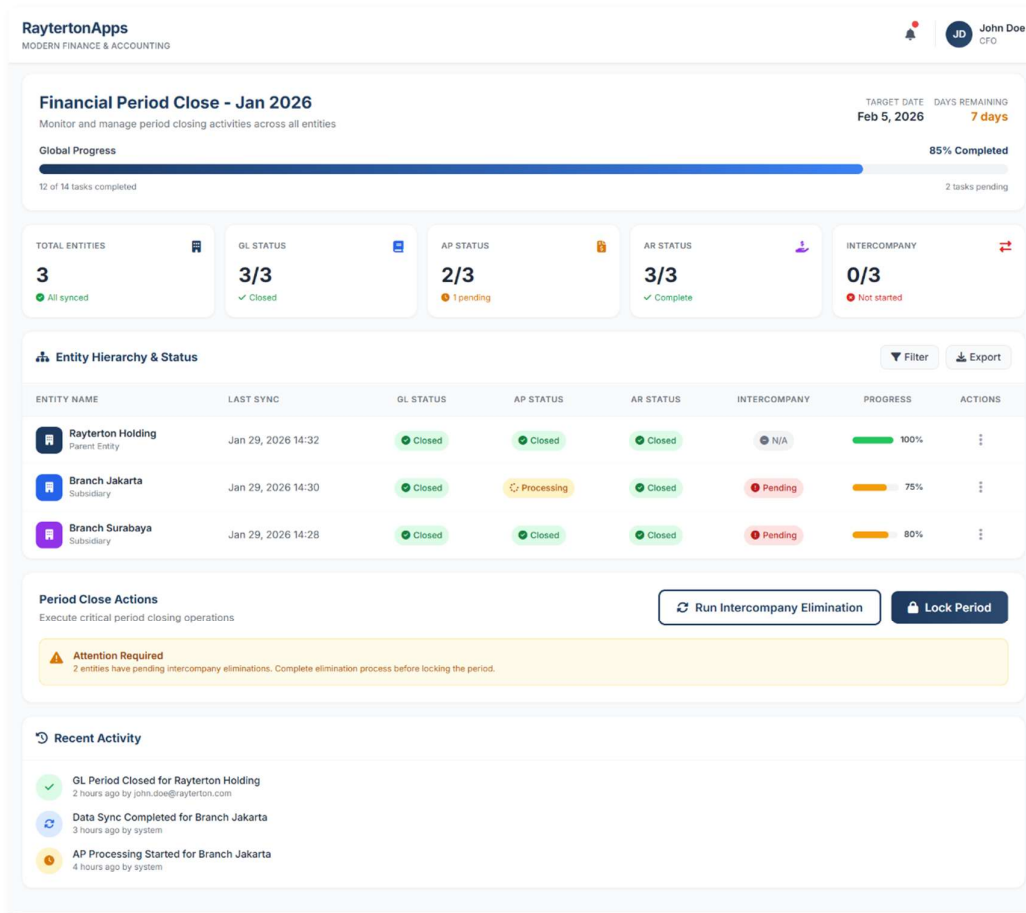 RaytertonApps
MODERN FINANCE & ACCOUNTING
JD
John Doe
CFO
Financial Period Close - Jan 2026
Monitor and manage period closing activities across all entities
TARGET DATE
Feb 5, 2026
DAYS REMAINING
7 days
Global Progress
85% Completed
12 of 14 tasks completed
2 tasks pending
TOTAL ENTITIES
3
All synced
GL STATUS
3/3
Closed
AP STATUS
2/3
1 pending
AR STATUS
3/3
Complete
INTERCOMPANY
0/3
Not started
Entity Hierarchy & Status
Filter
Export
ENTITY NAME LAST SYNC GL STATUS AP STATUS AR STATUS INTERCOMPANY PROGRESS ACTIONS
Rayterton Holding
Parent Entity
Jan 29, 2026 14:32 Closed Closed Closed N/A 100%
Branch Jakarta
Subsidiary
Jan 29, 2026 14:30 Closed Processing Closed Pending 75%
Branch Surabaya
Subsidiary
Jan 29, 2026 14:28 Closed Closed Closed Pending 80%
Period Close Actions
Execute critical period closing operations
Run Intercompany Elimination
Lock Period
Attention Required
2 entities have pending intercompany eliminations. Complete elimination process before locking the period.
Recent Activity
GL Period Closed for Rayterton Holding
2 hours ago by john.doe@rayterton.com
Data Sync Completed for Branch Jakarta
3 hours ago by system
AP Processing Started for Branch Jakarta
4 hours ago by system